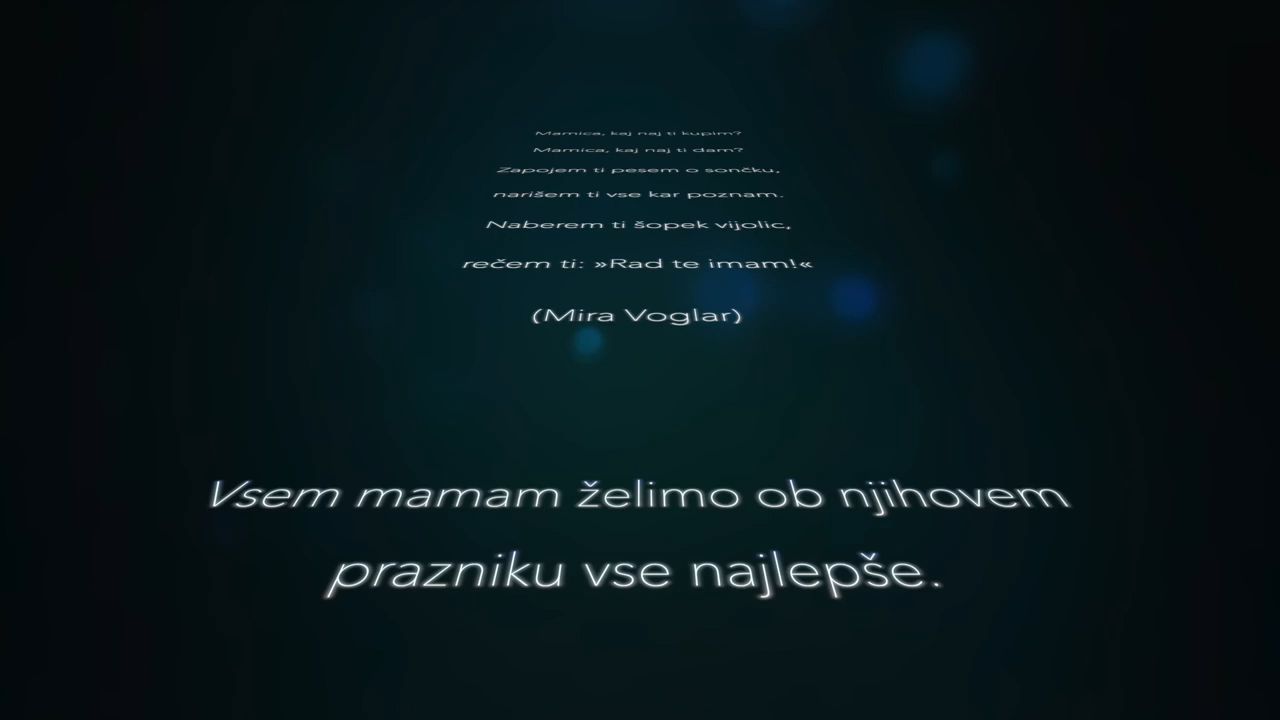 Mamica, kaj naj ti kupim?
Mamica, kaj naj ti dam?
Zapojem ti pesem o sončku,
narišem ti vse kar poznam.
Naberem ti šopek vijolic,
rečem ti: »Rad te imam!«
(Mira Voglar)
Vsem mamam želimo ob njihovem
prazniku vse najlepše.